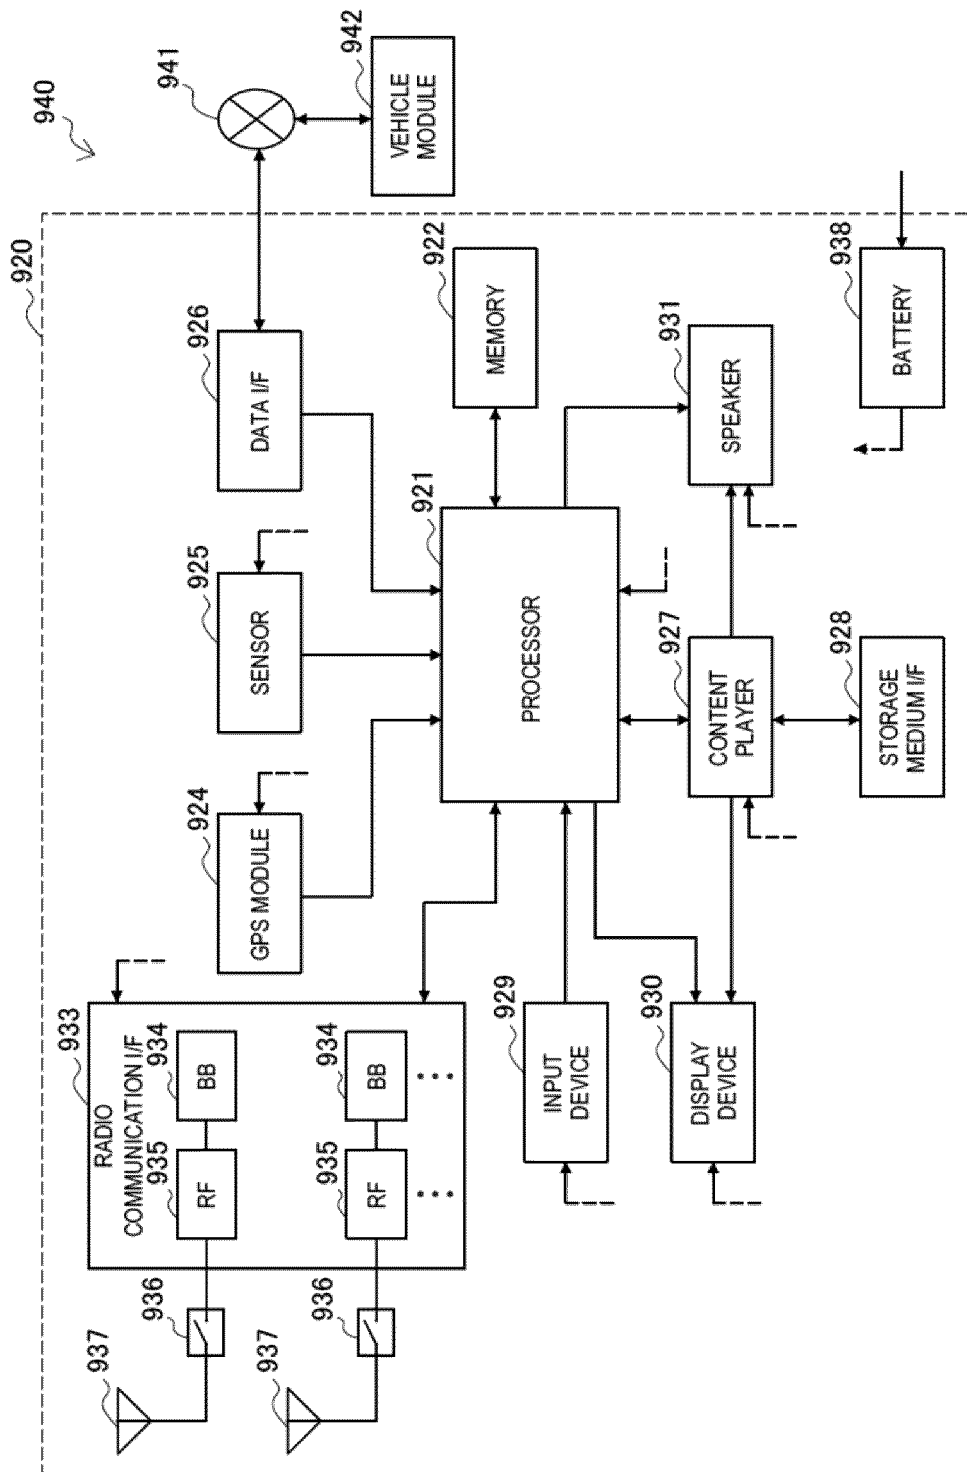 940
920
933
RADIO
COMMUNICATION I/F
937
936
935
RF
934
BB
937
936
935
RF
934
BB
924
GPS MODULE
925
SENSOR
926
DATA I/F
941
942
VEHICLE
MODULE
921
PROCESSOR
922
MEMORY
929
INPUT
DEVICE
930
DISPLAY
DEVICE
927
CONTENT
PLAYER
931
SPEAKER
928
STORAGE
MEDIUM I/F
938
BATTERY